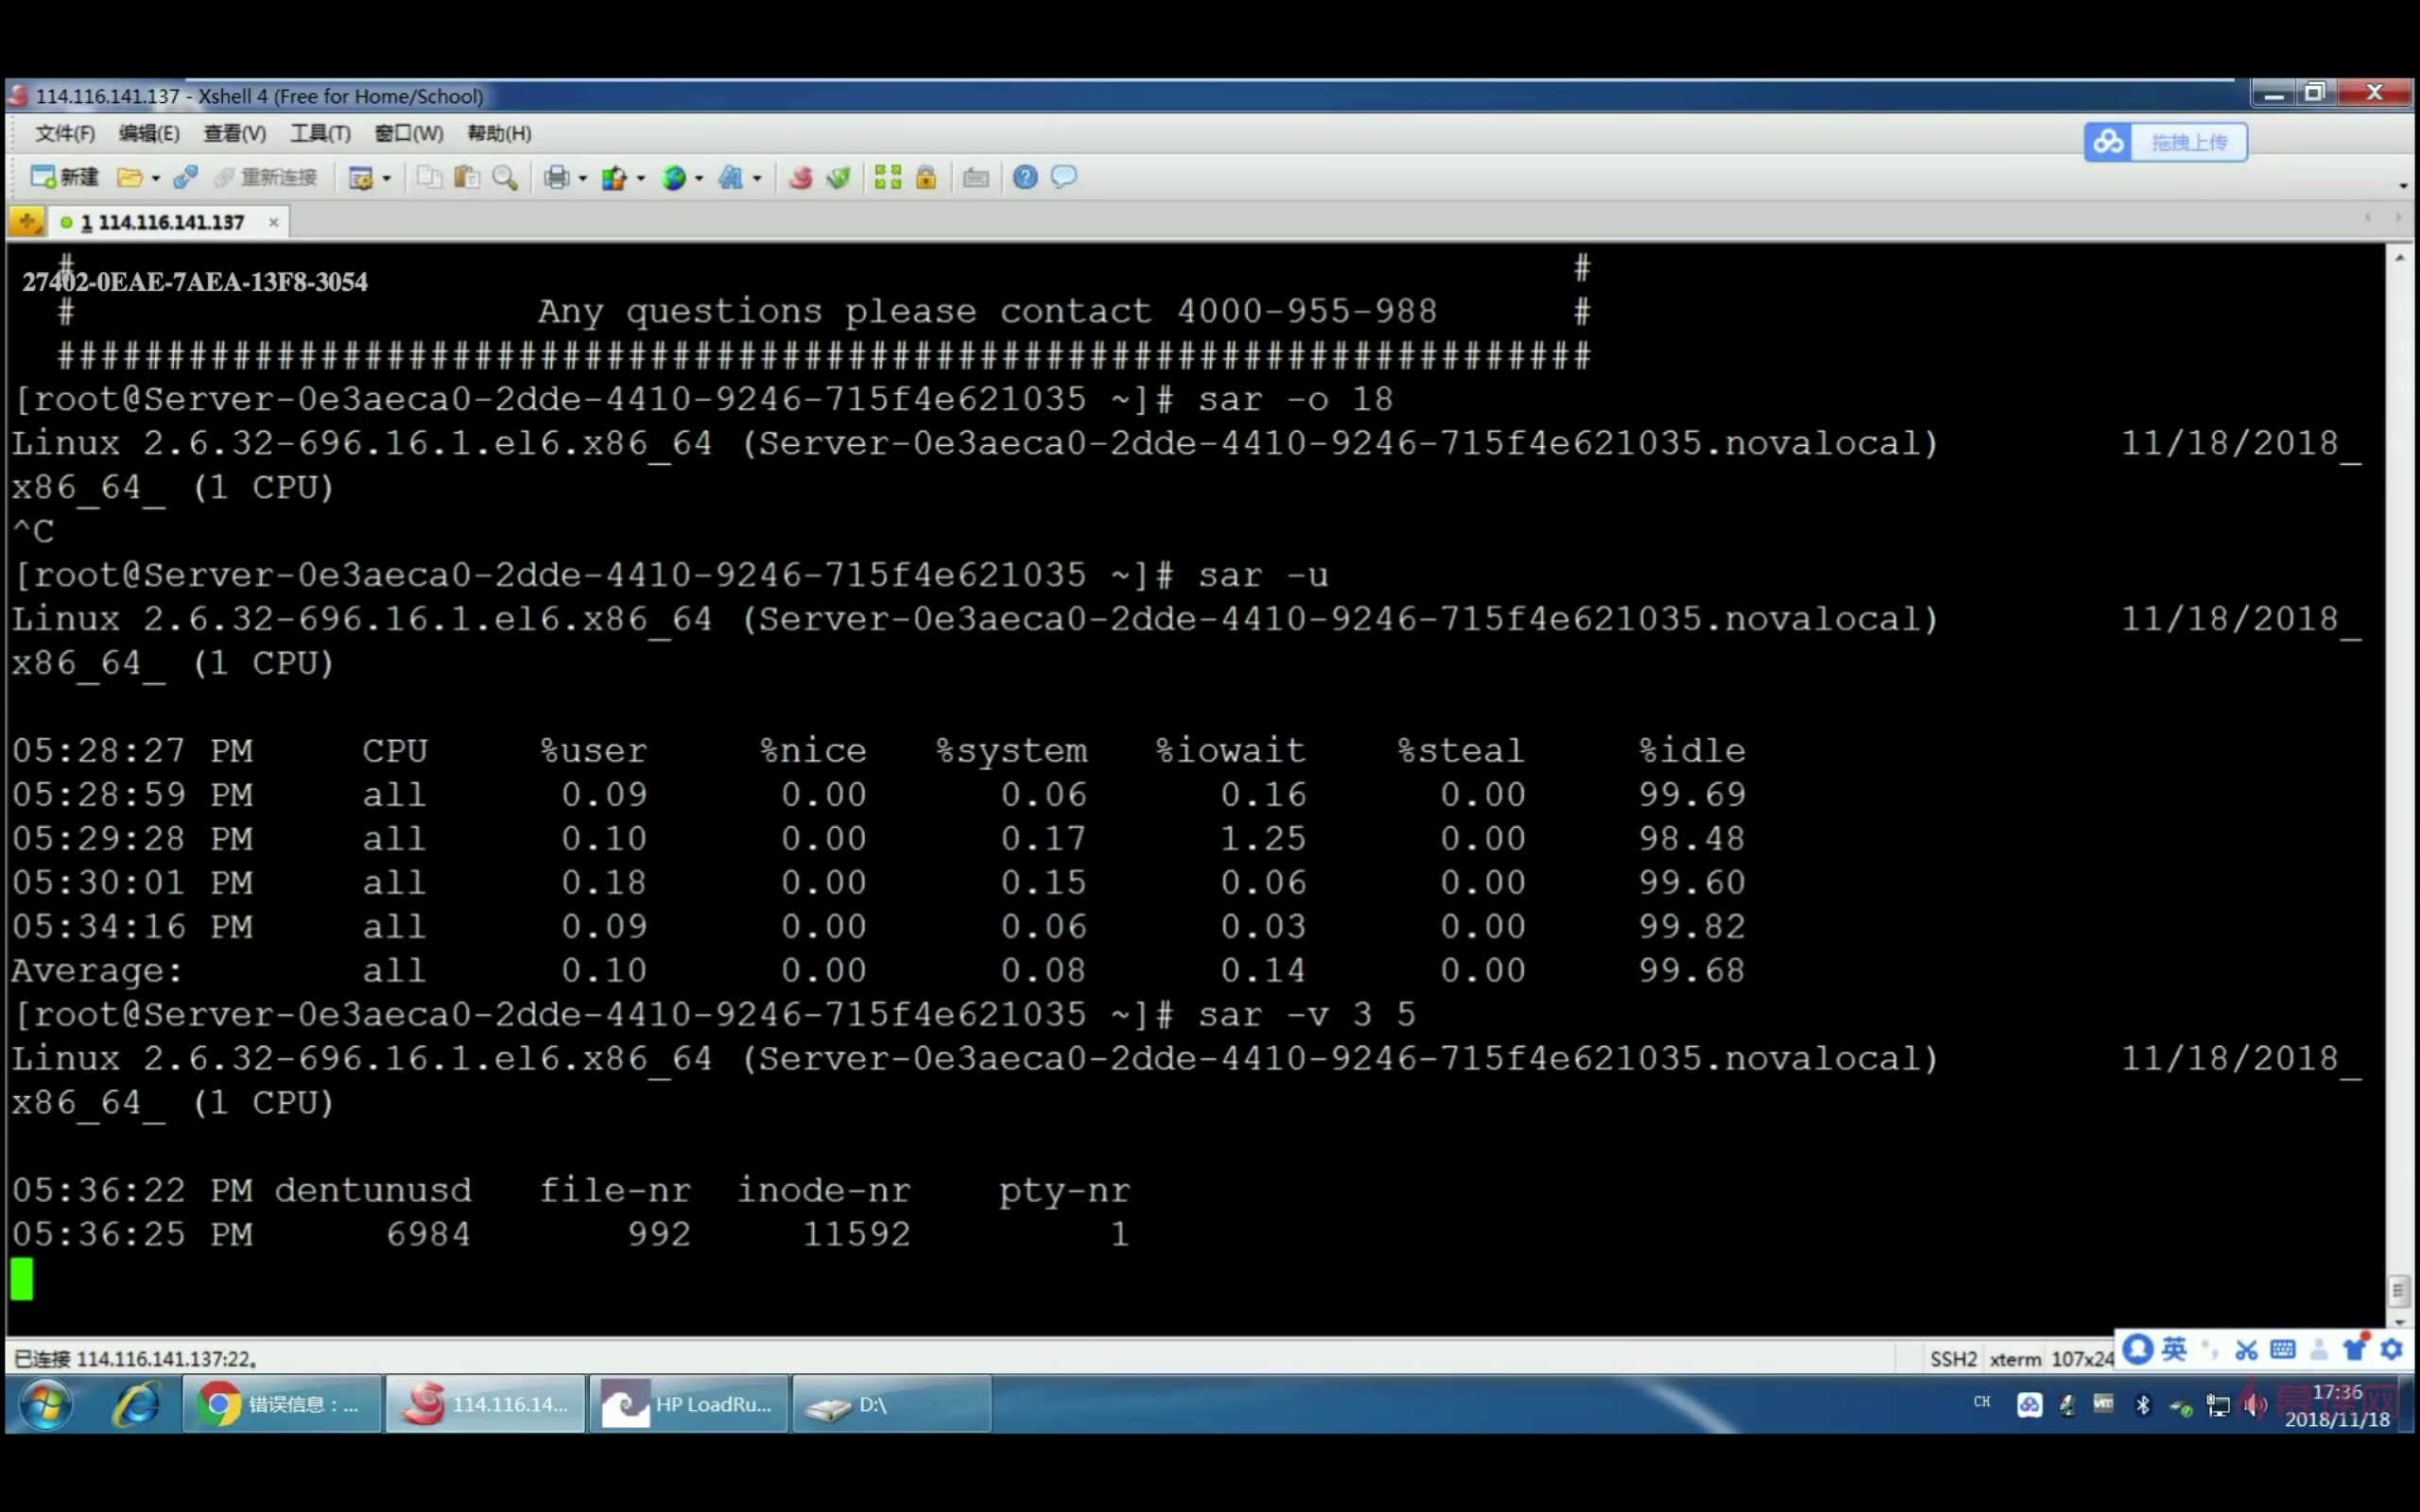 114.116.141.137 - Xshell 4 (Free for Home/School)
文件(F) 编辑(E) 查看(V) 工具(T) 窗口(W) 帮助(H)
拖拽上传
新建 重新连接
1 114.116.141.137 ×
# #
27402-0EAE-7AEA-13F8-3054
# Any questions please contact 4000-955-988 #
######################################################################
[root@Server-0e3aeca0-2dde-4410-9246-715f4e621035 ~]# sar -o 18
Linux 2.6.32-696.16.1.el6.x86_64 (Server-0e3aeca0-2dde-4410-9246-715f4e621035.novalocal) 11/18/2018_
x86_64_ (1 CPU)
^C
[root@Server-0e3aeca0-2dde-4410-9246-715f4e621035 ~]# sar -u
Linux 2.6.32-696.16.1.el6.x86_64 (Server-0e3aeca0-2dde-4410-9246-715f4e621035.novalocal) 11/18/2018_
x86_64_ (1 CPU)
05:28:27 PM CPU %user %nice %system %iowait %steal %idle
05:28:59 PM all 0.09 0.00 0.06 0.16 0.00 99.69
05:29:28 PM all 0.10 0.00 0.17 1.25 0.00 98.48
05:30:01 PM all 0.18 0.00 0.15 0.06 0.00 99.60
05:34:16 PM all 0.09 0.00 0.06 0.03 0.00 99.82
Average: all 0.10 0.00 0.08 0.14 0.00 99.68
[root@Server-0e3aeca0-2dde-4410-9246-715f4e621035 ~]# sar -v 3 5
Linux 2.6.32-696.16.1.el6.x86_64 (Server-0e3aeca0-2dde-4410-9246-715f4e621035.novalocal) 11/18/2018_
x86_64_ (1 CPU)
05:36:22 PM dentunusd file-nr inode-nr pty-nr
05:36:25 PM 6984 992 11592 1
已连接 114.116.141.137:22。 SSH2 xterm 107x24 英
错误信息：... 114.116.14... HP LoadRu... D:\ CH 17:36
慕课网
2018/11/18